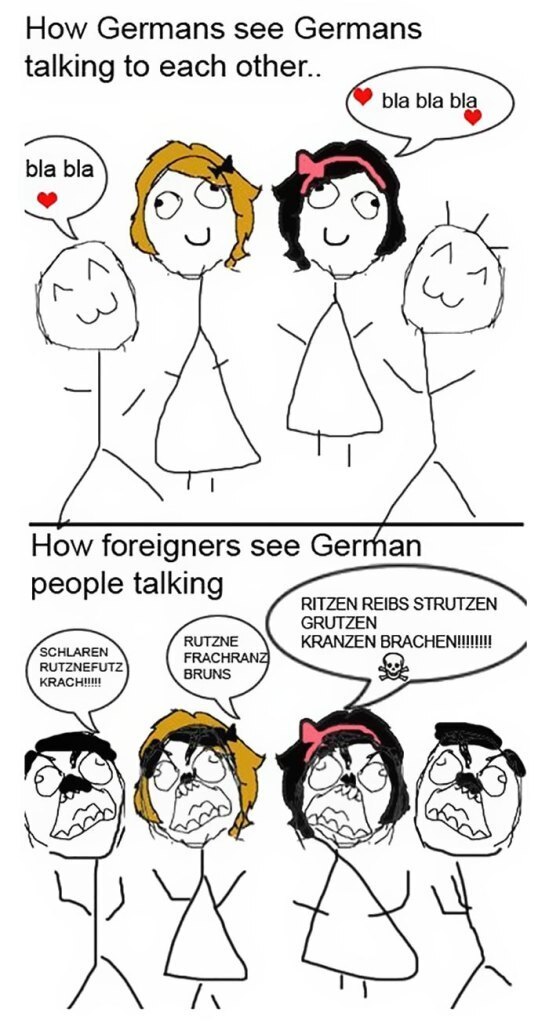 How Germans see Germans
talking to each other..
bla bla bla
bla bla
How foreigners see German
people talking
RITZEN REIBS STRUTZEN
GRUTZEN
KRANZEN BRACHEN!!!!!!!!
RUTZNE
FRACHRANZ
BRUNS
SCHLAREN
RUTZNEFUTZ
KRACH!!!!!